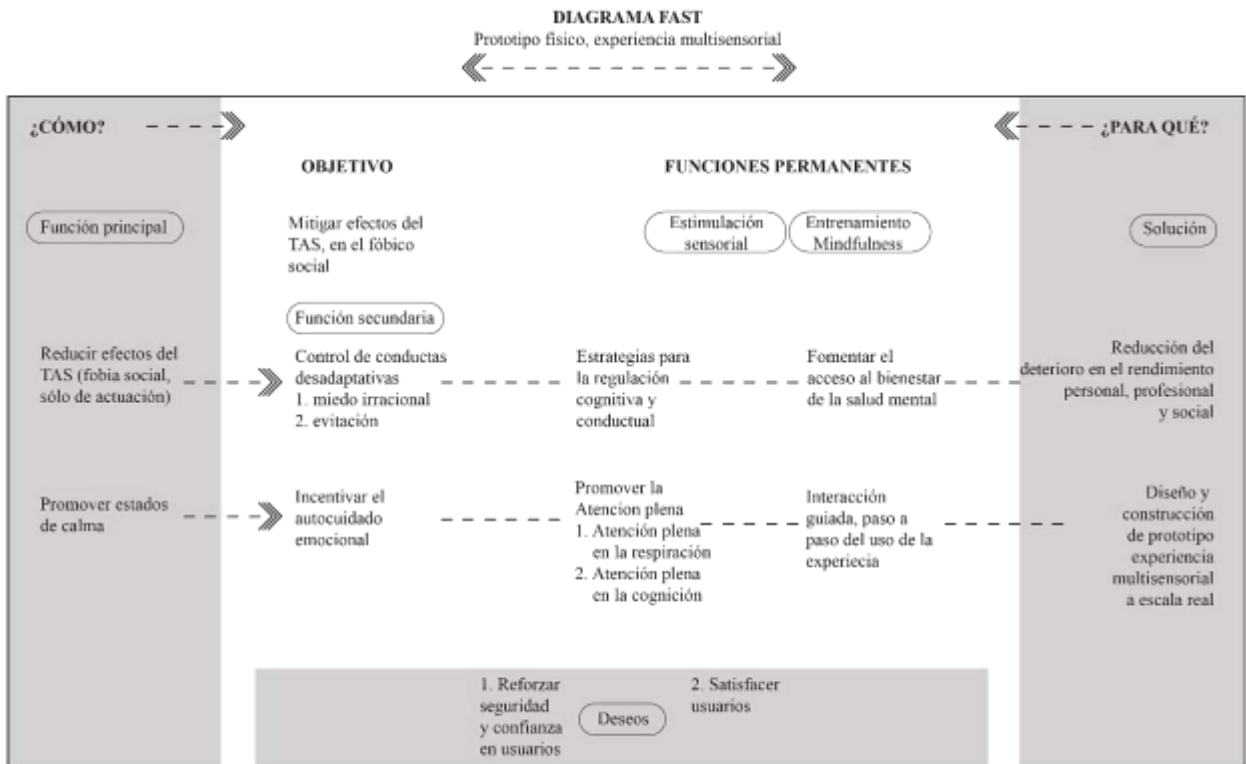 DIAGRAMA FAST
Prototipo físico, experiencia multisensorial
¿CÓMO?
¿PARA QUÉ?
OBJETIVO
FUNCIONES PERMANENTES
Función principal
Mitigar efectos del
TAS, en el fóbico
social
Estimulación
sensorial
Entrenamiento
Mindfulness
Solución
Función secundaria
Reducir efectos del
TAS (fobia social,
sólo de actuación)
Control de conductas
desadaptativas
1. miedo irracional
2. evitación
Estrategias para
la regulación
cognitiva y
conductual
Fomentar el
acceso al bienestar
de la salud mental
Reducción del
deterioro en el rendimiento
personal, profesional
y social
Promover estados
de calma
Incentivar el
autocuidado
emocional
Promover la
Atencion plena
1. Atención plena
en la respiración
2. Atención plena
en la cognición
Interacción
guiada, paso a
paso del uso de la
experiecia
Diseño y
construcción
de prototipo
experiencia
multisensorial
a escala real
1. Reforzar
seguridad
y confianza
en usuarios
Deseos
2. Satisfacer
usuarios